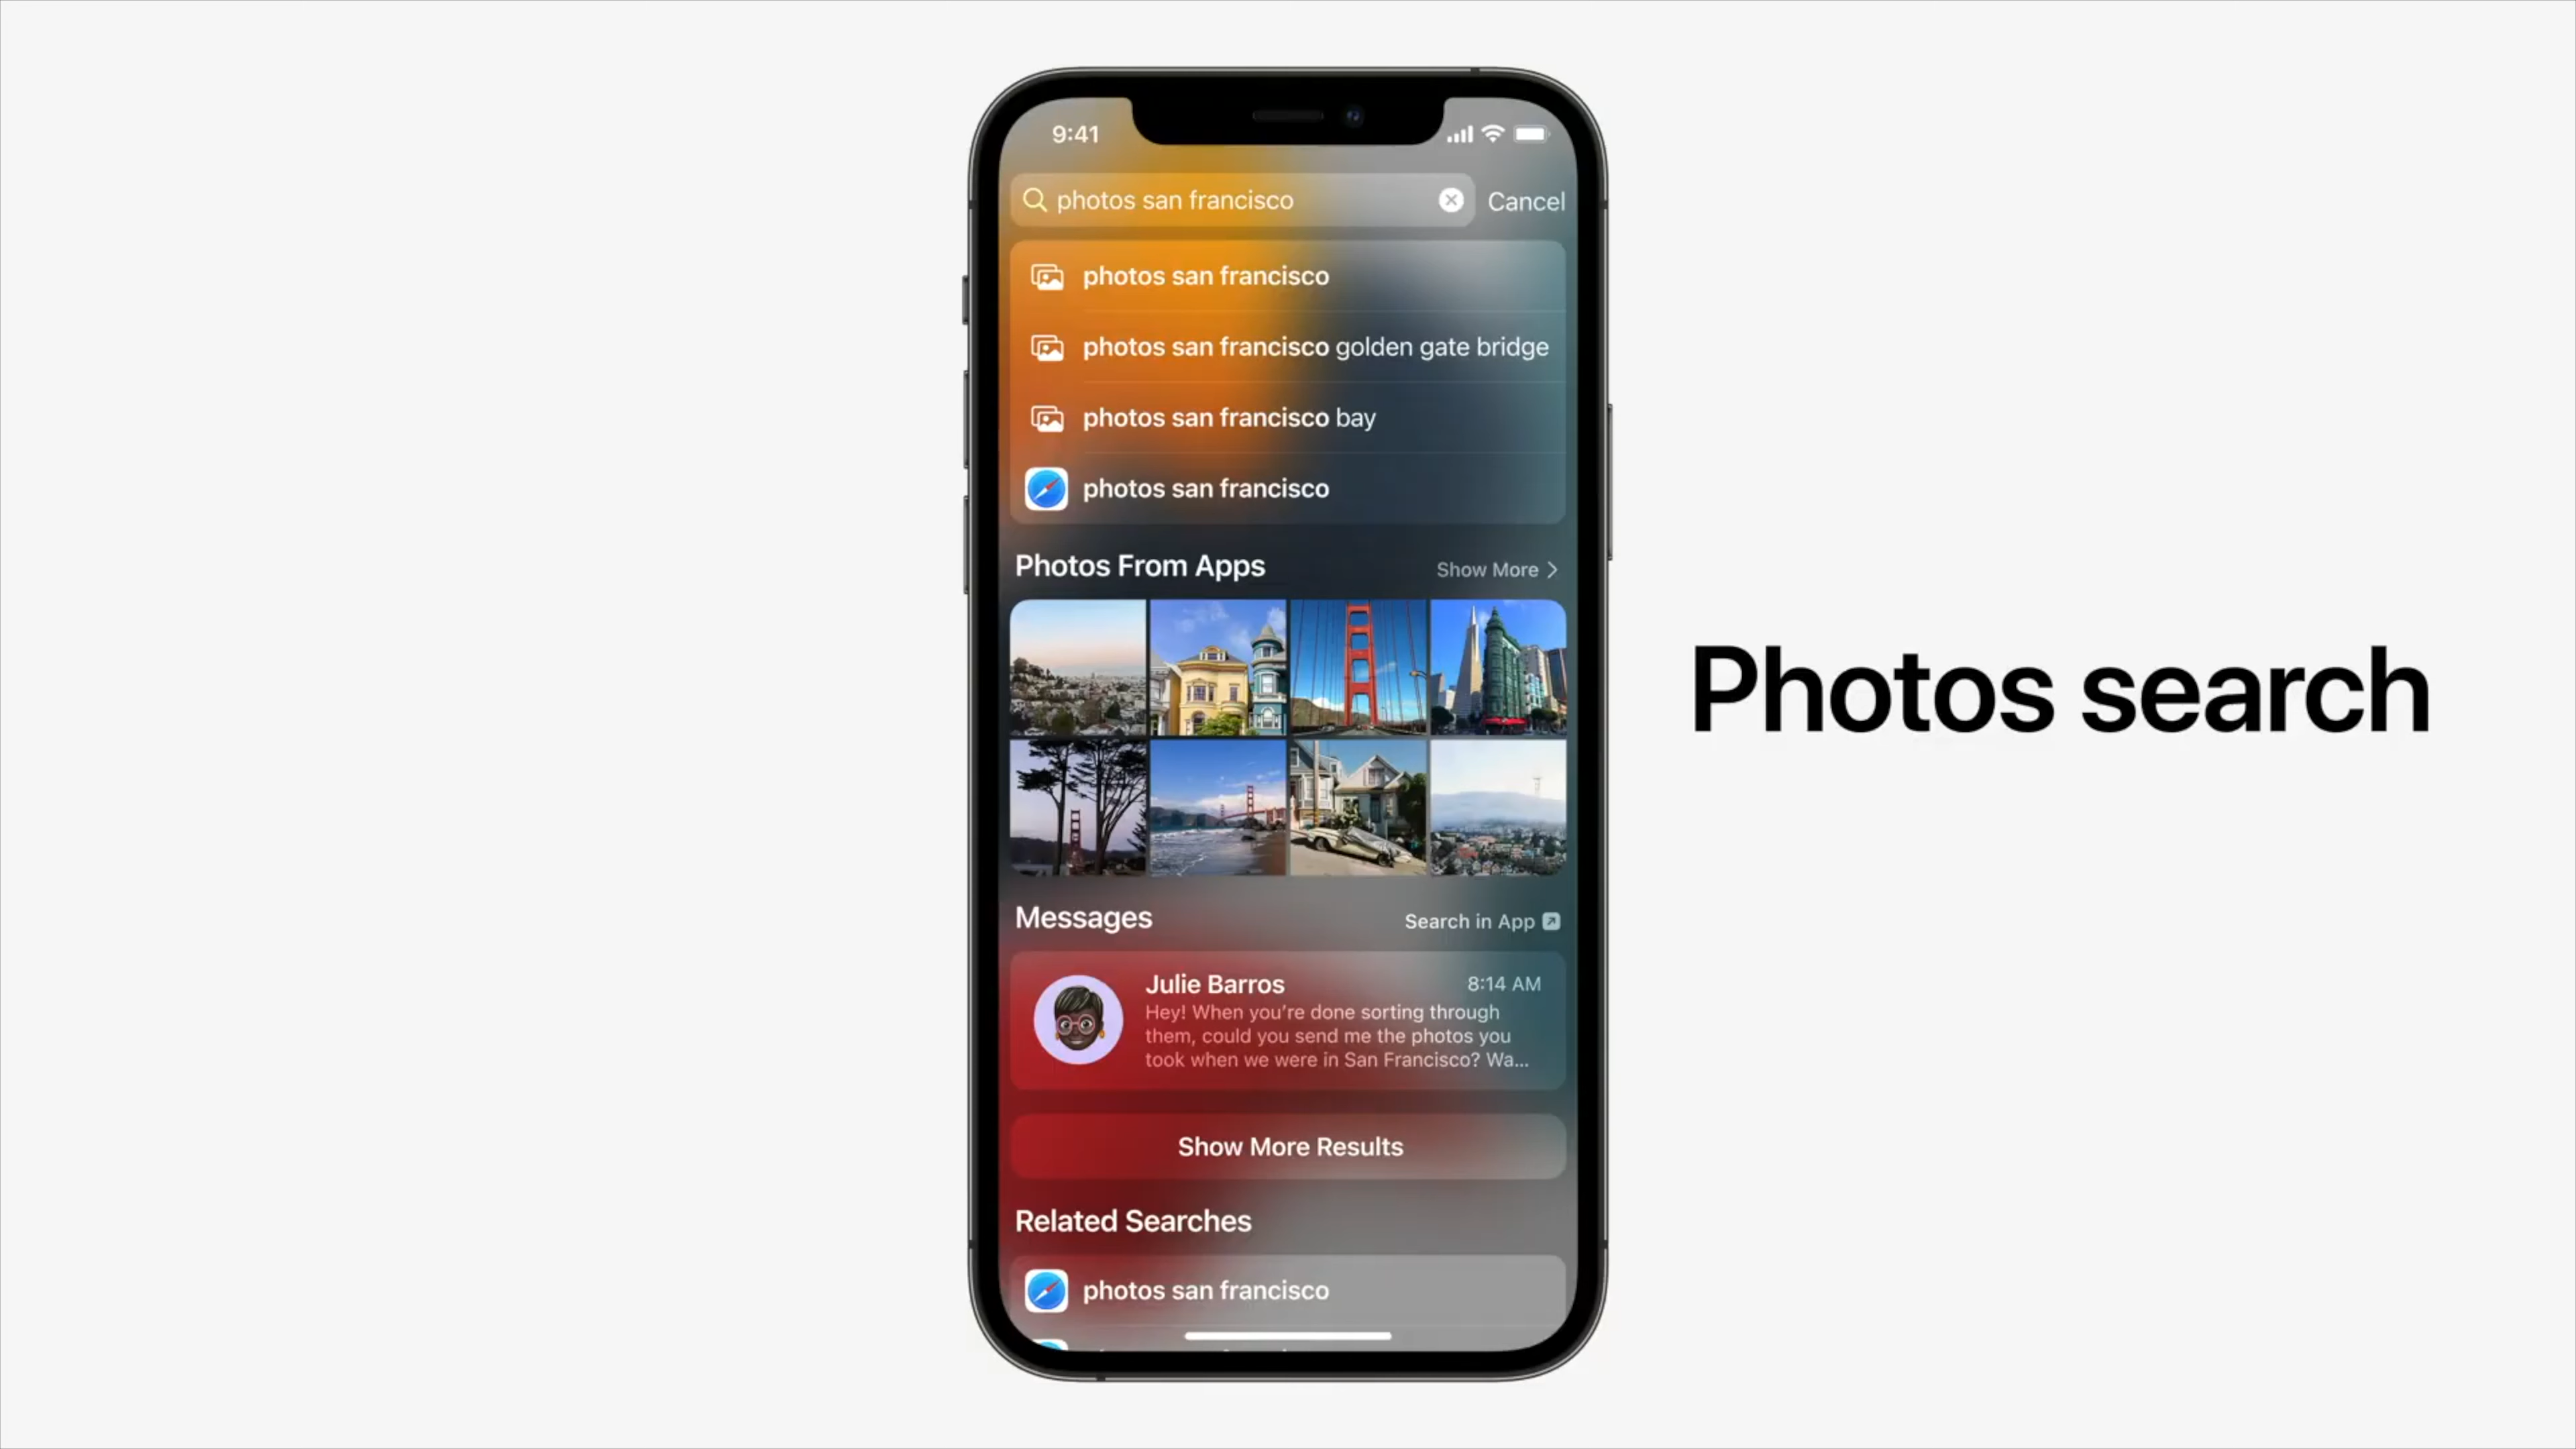 9:41
photos san francisco
Cancel
photos san francisco
photos san francisco golden gate bridge
photos san francisco bay
photos san francisco
Photos From Apps
Show More
Photos search
Messages
Search in App
Julie Barros
8:14 AM
Hey! When you're done sorting through
them, could you send me the photos you
took when we were in San Francisco? Wa...
Show More Results
Related Searches
photos san francisco